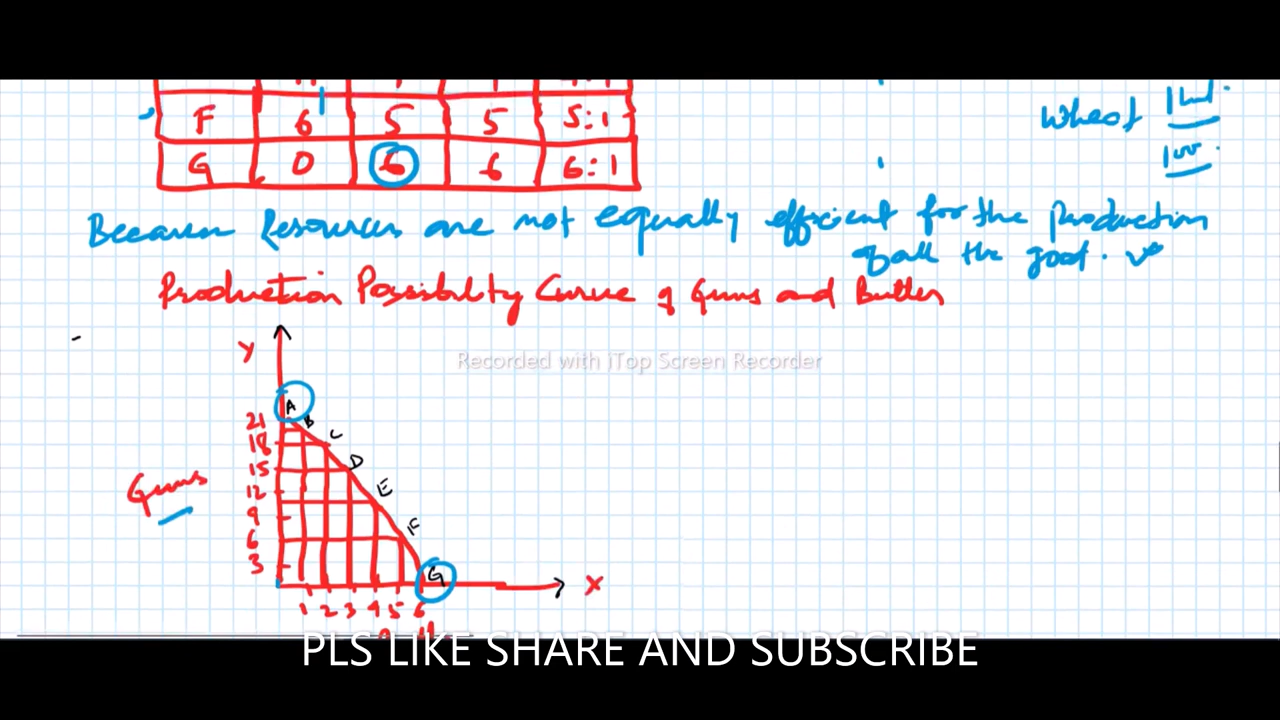 F 6 5 5 5:1
G 0 6 6 6:1
Wheat
100
Because Resources are not equally efficient for the production
of all the good.
Production Possibility Curve of Guns and Butter
Recorded with iTop Screen Recorder
Y
A
B
C
D
E
F
G
21
18
15
12
9
6
3
Guns
X
1 2 3 4 5 6
PLS LIKE SHARE AND SUBSCRIBE